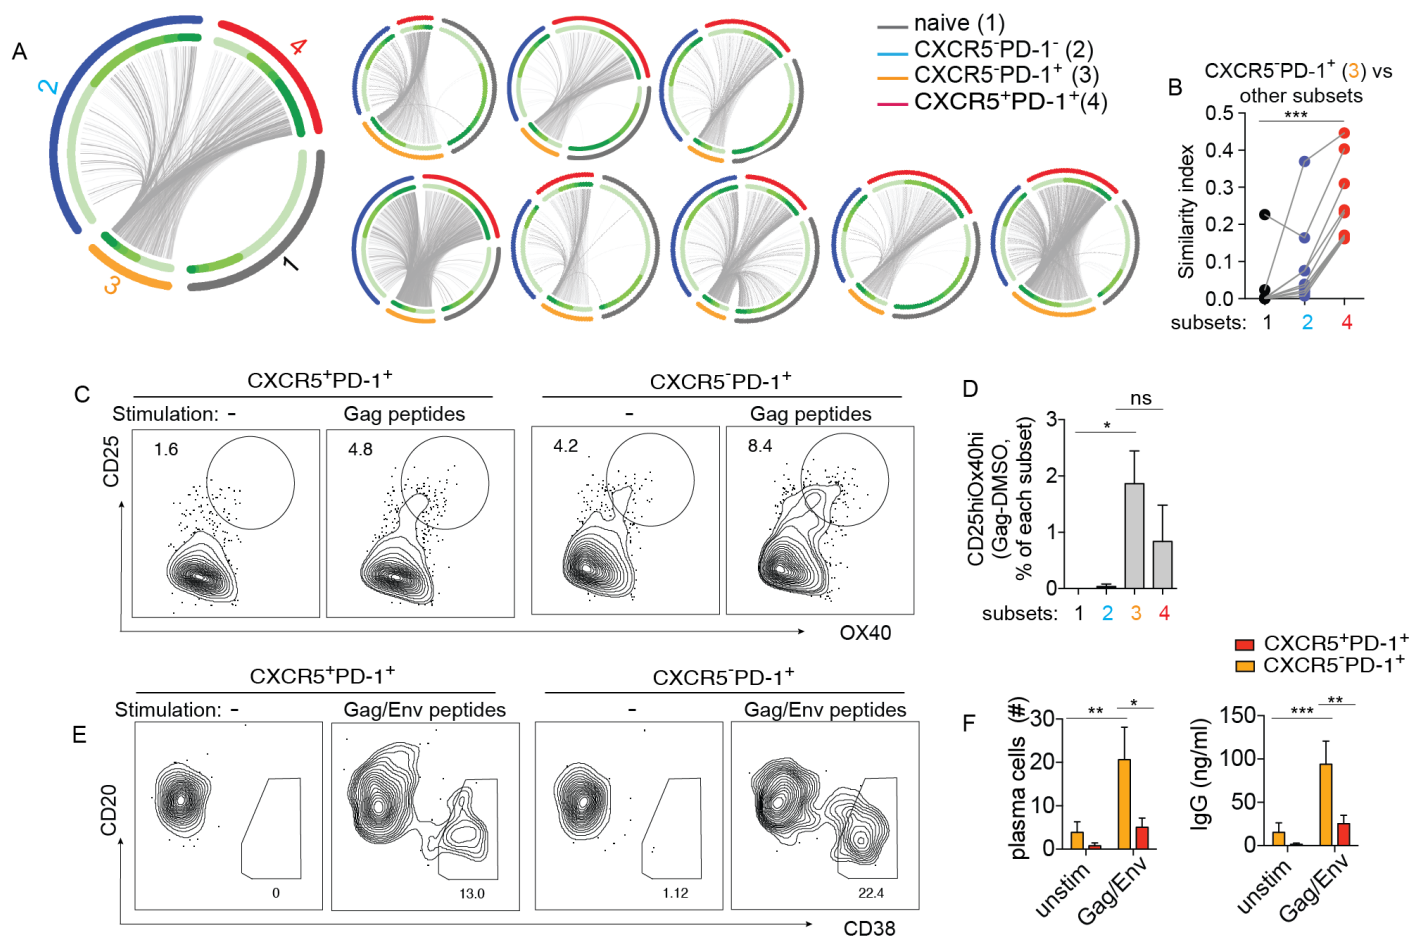 A
2
4
3
1
naive (1)
CXCR5⁻PD-1⁻ (2)
CXCR5⁻PD-1⁺ (3)
CXCR5⁺PD-1⁺(4)
B
CXCR5⁻PD-1⁺ (3) vs
other subsets
***
Similarity index
0.5
0.4
0.3
0.2
0.1
0.0
subsets: 1 2 4
C
CXCR5⁺PD-1⁺
CXCR5⁻PD-1⁺
Stimulation: - Gag peptides - Gag peptides
1.6
4.8
4.2
8.4
CD25
OX40
D
ns
*
CD25hiOx40hi
(Gag-DMSO,
% of each subset)
3
2
1
0
subsets: 1 2 3 4
E
CXCR5⁺PD-1⁺
CXCR5⁻PD-1⁺
Stimulation: - Gag/Env peptides - Gag/Env peptides
0
13.0
1.12
22.4
CD20
CD38
CXCR5⁺PD-1⁺
CXCR5⁻PD-1⁺
F
plasma cells (#)
30
20
10
0
** *
unstim
Gag/Env
IgG (ng/ml)
150
100
50
0
*** **
unstim
Gag/Env